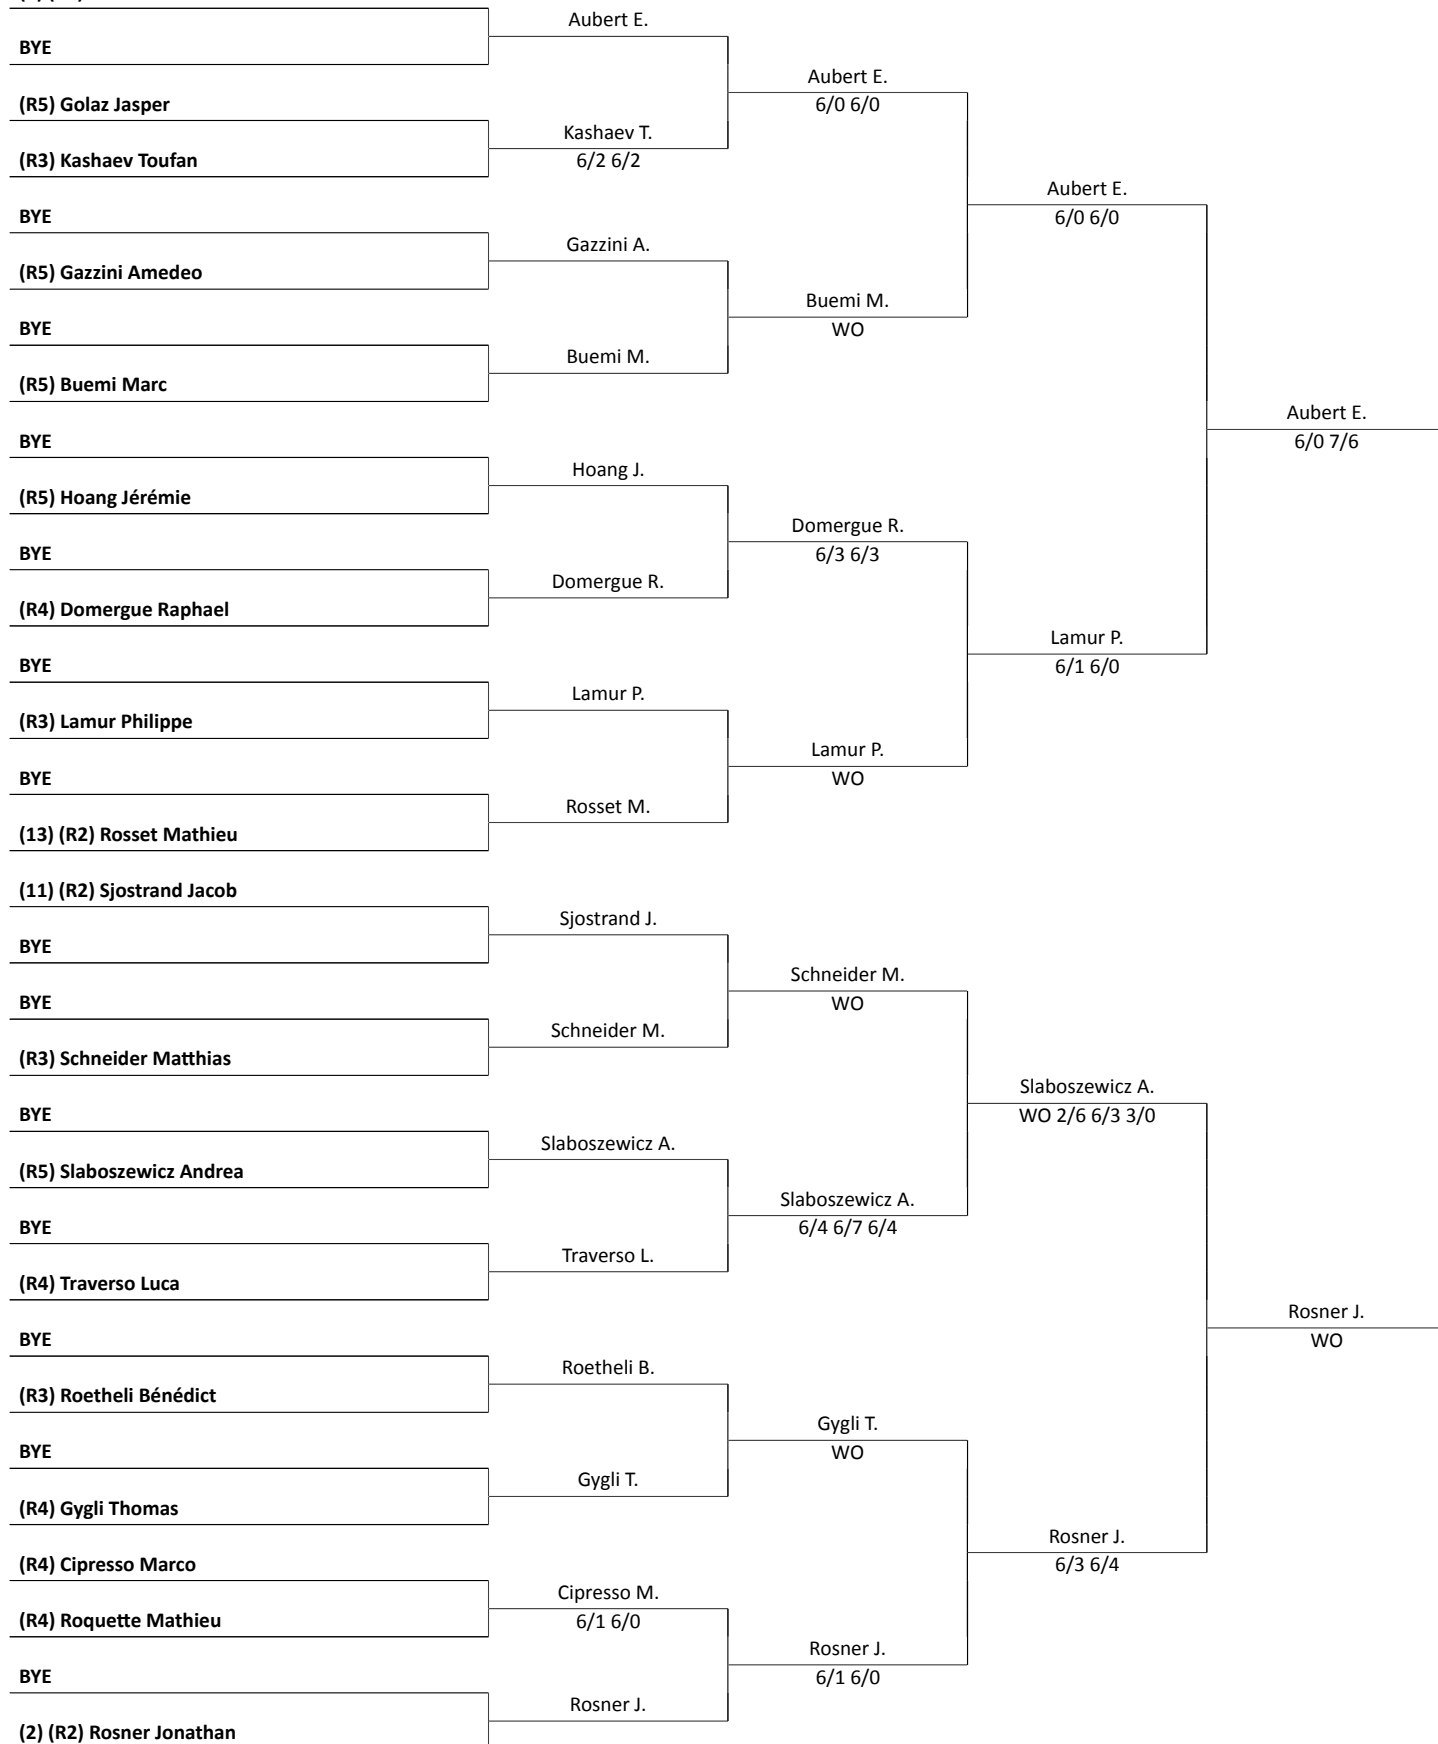 BYE
(R5) Golaz Jasper
(R3) Kashaev Toufan
BYE
(R5) Gazzini Amedeo
BYE
(R5) Buemi Marc
BYE
(R5) Hoang Jérémie
BYE
(R4) Domergue Raphael
BYE
(R3) Lamur Philippe
BYE
(13) (R2) Rosset Mathieu
(11) (R2) Sjostrand Jacob
BYE
BYE
(R3) Schneider Matthias
BYE
(R5) Slaboszewicz Andrea
BYE
(R4) Traverso Luca
BYE
(R3) Roetheli Bénédict
BYE
(R4) Gygli Thomas
(R4) Cipresso Marco
(R4) Roquette Mathieu
BYE
(2) (R2) Rosner Jonathan
Aubert E.
Kashaev T.
6/2 6/2
Gazzini A.
Buemi M.
Hoang J.
Domergue R.
Lamur P.
Rosset M.
Sjostrand J.
Schneider M.
Slaboszewicz A.
Traverso L.
Roetheli B.
Gygli T.
Cipresso M.
6/1 6/0
Rosner J.
Aubert E.
6/0 6/0
Buemi M.
WO
Domergue R.
6/3 6/3
Lamur P.
WO
Schneider M.
WO
Slaboszewicz A.
6/4 6/7 6/4
Gygli T.
WO
Rosner J.
6/1 6/0
Aubert E.
6/0 6/0
Lamur P.
6/1 6/0
Slaboszewicz A.
WO 2/6 6/3 3/0
Rosner J.
6/3 6/4
Aubert E.
6/0 7/6
Rosner J.
WO